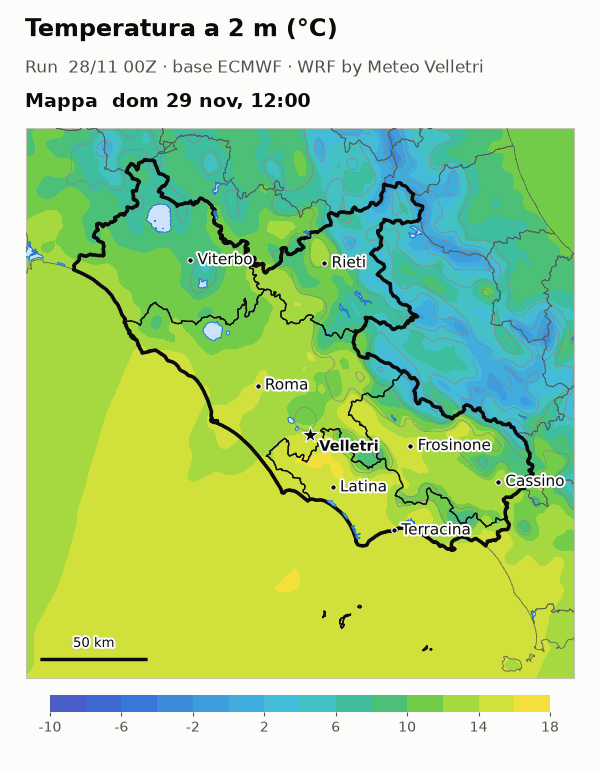 Temperatura a 2 m (°C)
Run  28/11 00Z · base ECMWF · WRF by Meteo Velletri
Mappa  dom 29 nov, 12:00
Viterbo
Rieti
Roma
Velletri
Frosinone
Latina
Cassino
Terracina
50 km
-10 -6 -2 2 6 10 14 18